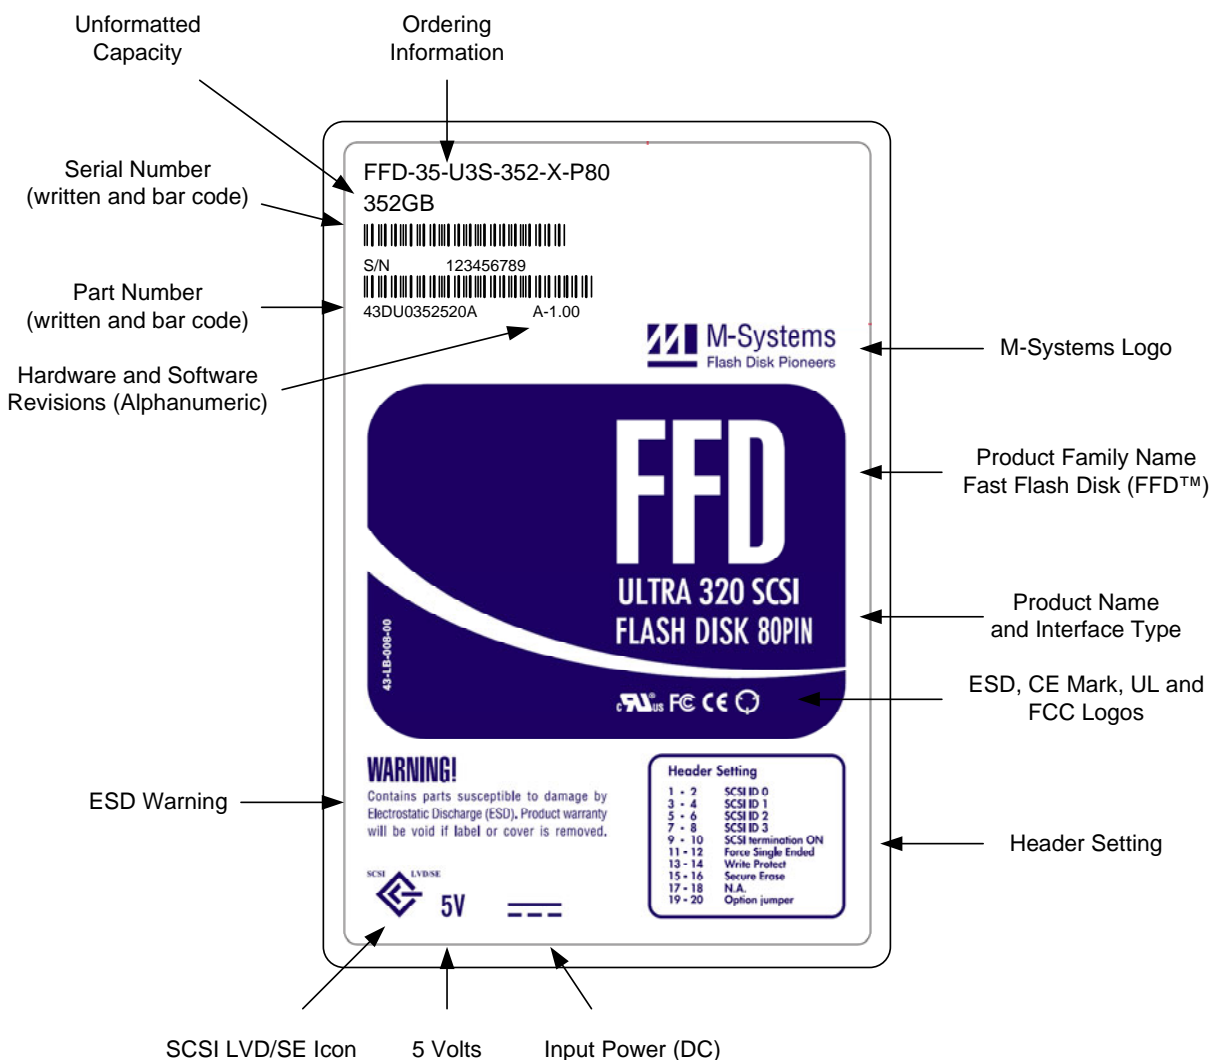 Unformatted
Capacity
Ordering
Information
Serial Number
(written and bar code)
Part Number
(written and bar code)
Hardware and Software
Revisions (Alphanumeric)
ESD Warning
FFD-35-U3S-352-X-P80
352GB
S/N 123456789
43DU0352520A A-1.00
M-Systems
Flash Disk Pioneers
FFD
ULTRA 320 SCSI
FLASH DISK 80PIN
43-LB-008-00
c RU ® US FC CE
WARNING!
Contains parts susceptible to damage by
Electrostatic Discharge (ESD). Product warranty
will be void if label or cover is removed.
Header Setting
1 - 2 SCSI ID 0
3 - 4 SCSI ID 1
5 - 6 SCSI ID 2
7 - 8 SCSI ID 3
9 - 10 SCSI termination ON
11 - 12 Force Single Ended
13 - 14 Write Protect
15 - 16 Secure Erase
17 - 18 N.A.
19 - 20 Option jumper
SCSI LVD/SE
5V
M-Systems Logo
Product Family Name
Fast Flash Disk (FFD™)
Product Name
and Interface Type
ESD, CE Mark, UL and
FCC Logos
Header Setting
SCSI LVD/SE Icon
5 Volts
Input Power (DC)